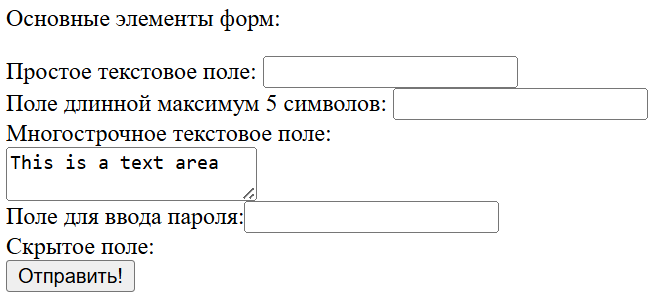 Основные элементы форм:
Простое текстовое поле:
Поле длинной максимум 5 символов:
Многострочное текстовое поле:
This is a text area
Поле для ввода пароля:
Скрытое поле:
Отправить!